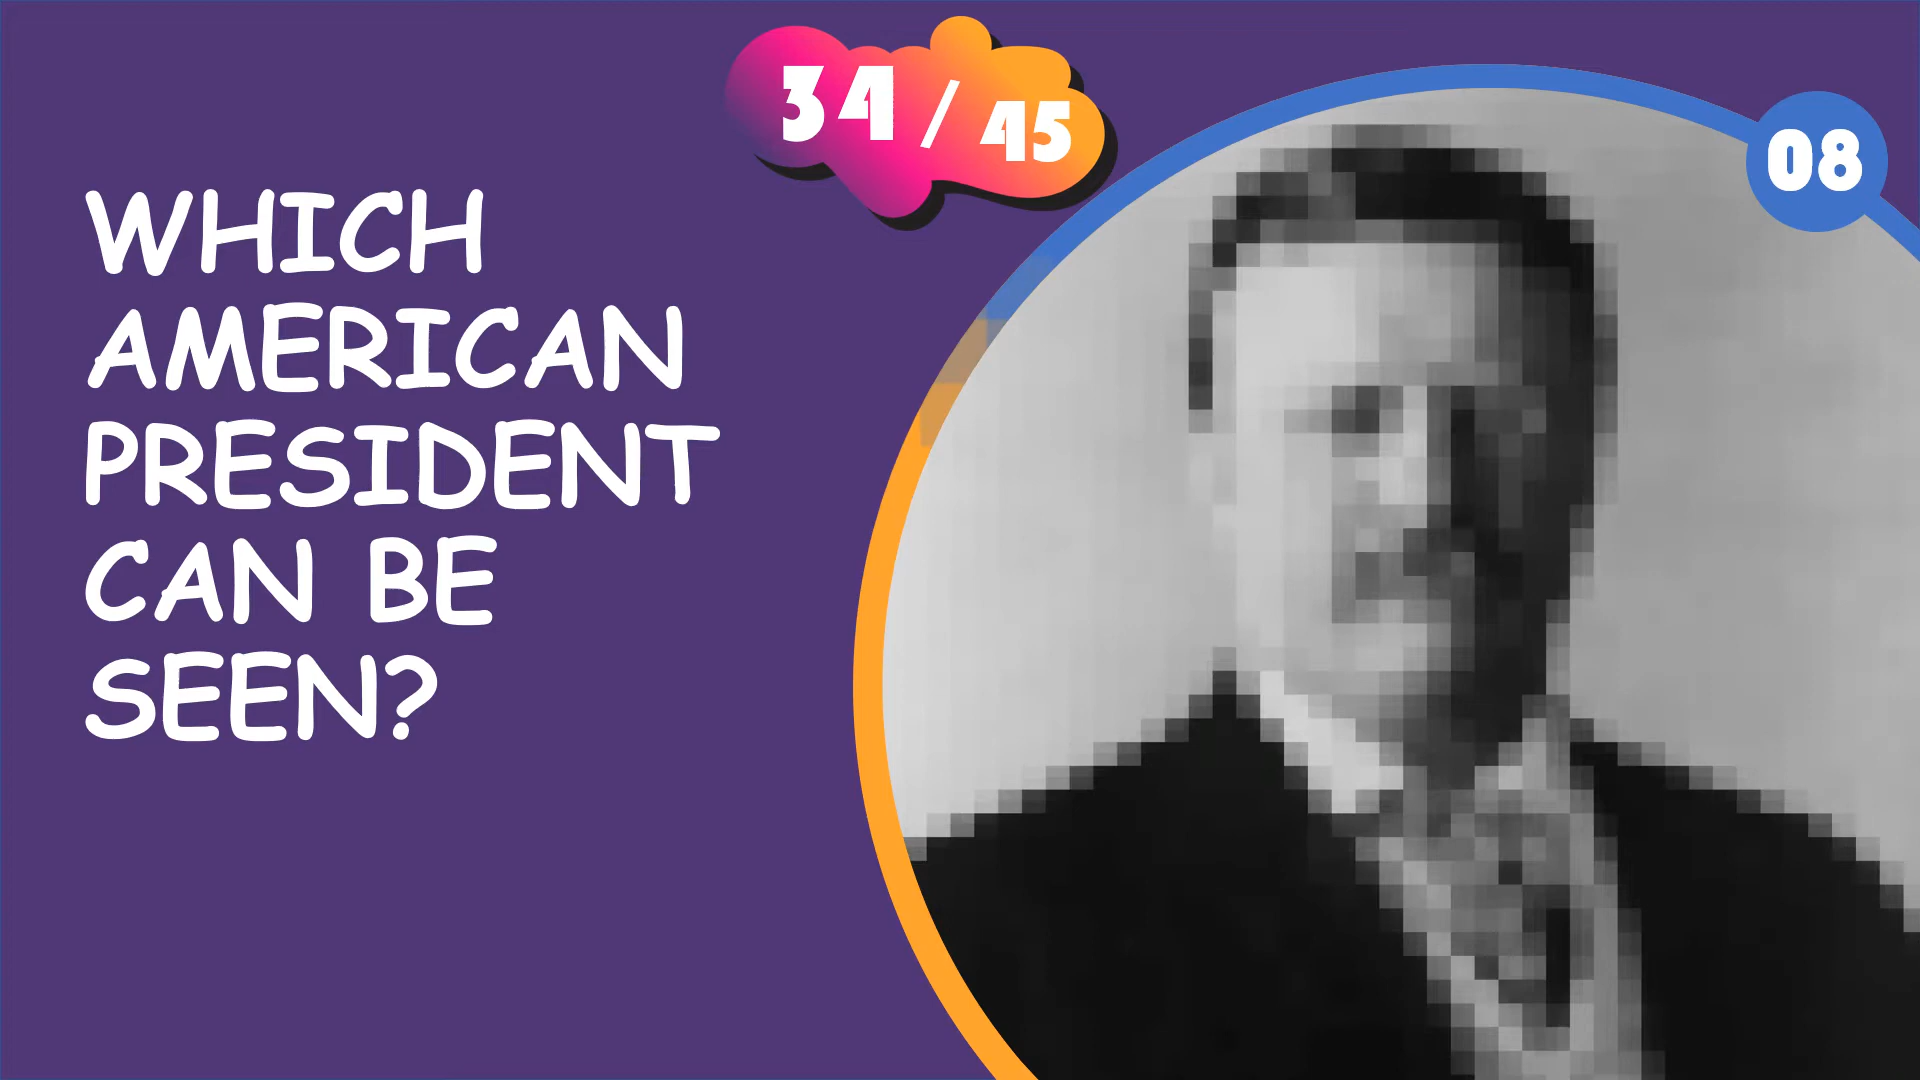 34 / 45
08
WHICH
AMERICAN
PRESIDENT
CAN BE
SEEN?